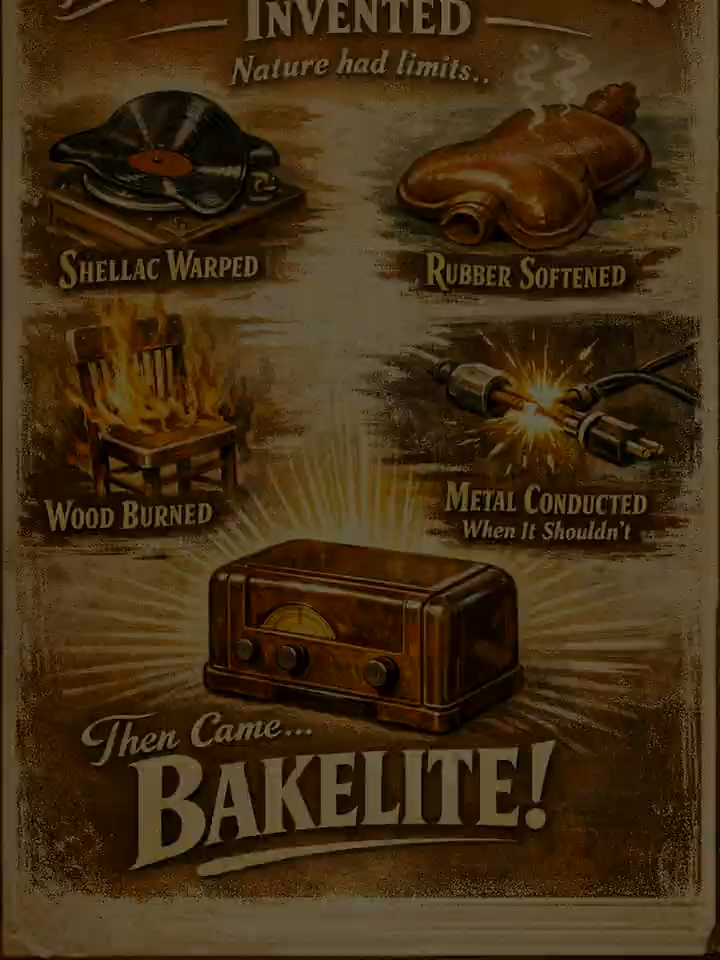 INVENTED
Nature had limits..
SHELLAC WARPED
RUBBER SOFTENED
WOOD BURNED
METAL CONDUCTED
When It Shouldn't
Then Came...
BAKELITE!